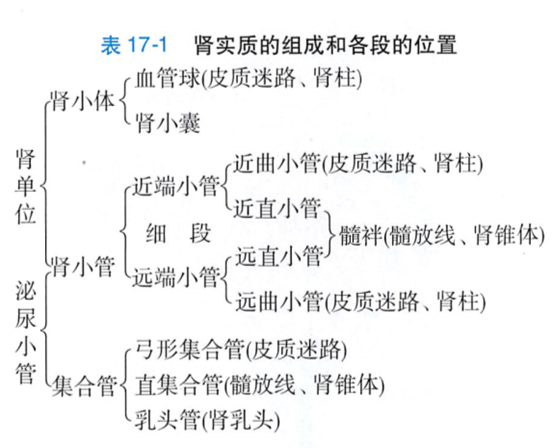 表 17-1 肾实质的组成和各段的位置
血管球(皮质迷路、肾柱)
肾小体
肾小囊
肾单位
近曲小管(皮质迷路、肾柱)
近端小管
近直小管
细 段
髓袢(髓放线、肾锥体)
肾小管
远直小管
远端小管
远曲小管(皮质迷路、肾柱)
泌尿小管
弓形集合管(皮质迷路)
集合管
直集合管(髓放线、肾锥体)
乳头管(肾乳头)